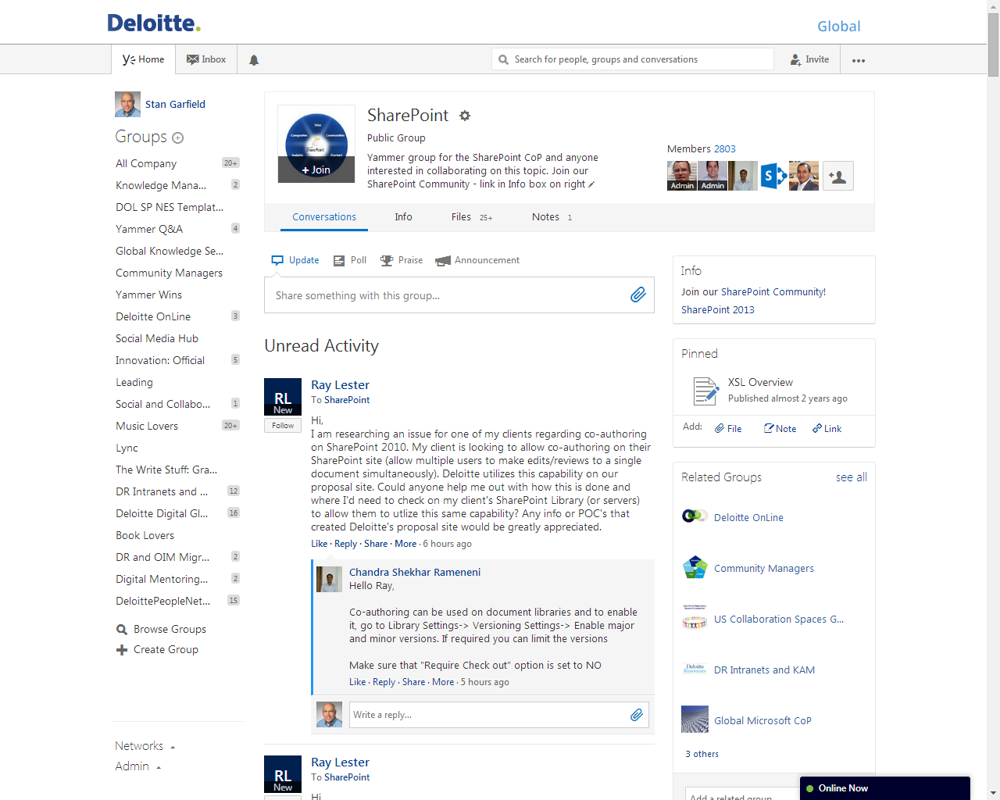 Deloitte.
Global
Home
Inbox
Search for people, groups and conversations
Invite
Stan Garfield
Groups
All Company 20+
Knowledge Mana... 2
DOL SP NES Templat...
Yammer Q&A 4
Global Knowledge Se...
Community Managers
Yammer Wins
Deloitte OnLine 3
Social Media Hub
Innovation: Official 5
Leading
Social and Collabo... 1
Music Lovers 20+
Lync
The Write Stuff: Gra...
DR Intranets and ... 12
Deloitte Digital Gl... 16
Book Lovers
DR and OIM Migr... 2
Digital Mentoring... 2
DeloittePeopleNet... 15
Browse Groups
Create Group
Networks
Admin
Sites
Composites
Communities
SharePoint
Insights
Content
+ Join
SharePoint
Public Group
Yammer group for the SharePoint CoP and anyone
interested in collaborating on this topic. Join our
SharePoint Community - link in Info box on right
Members 2803
Admin
Admin
Conversations
Info
Files 25+
Notes 1
Update
Poll
Praise
Announcement
Share something with this group...
Unread Activity
RL
New
Follow
Ray Lester
To SharePoint
Hi,
I am researching an issue for one of my clients regarding co-authoring
on SharePoint 2010. My client is looking to allow co-authoring on their
SharePoint site (allow multiple users to make edits/reviews to a single
document simultaneously). Deloitte utilizes this capability on our
proposal site. Could anyone help me out with how this is done and
where I'd need to check on my client's SharePoint Library (or servers)
to allow them to utlize this same capability? Any info or POC's that
created Deloitte's proposal site would be greatly appreciated.
Like · Reply · Share · More · 6 hours ago
Chandra Shekhar Rameneni
Hello Ray,
Co-authoring can be used on document libraries and to enable
it, go to Library Settings-> Versioning Settings-> Enable major
and minor versions. If required you can limit the versions
Make sure that "Require Check out" option is set to NO
Like · Reply · Share · More · 5 hours ago
Write a reply...
RL
New
Ray Lester
To SharePoint
Hi
Info
Join our SharePoint Community!
SharePoint 2013
Pinned
XSL Overview
Published almost 2 years ago
Add:
File
Note
Link
Related Groups
see all
Deloitte OnLine
Community Managers
US Collaboration Spaces G...
Deloitte
Resources
DR Intranets and KAM
Global Microsoft CoP
3 others
Add a related group
Online Now